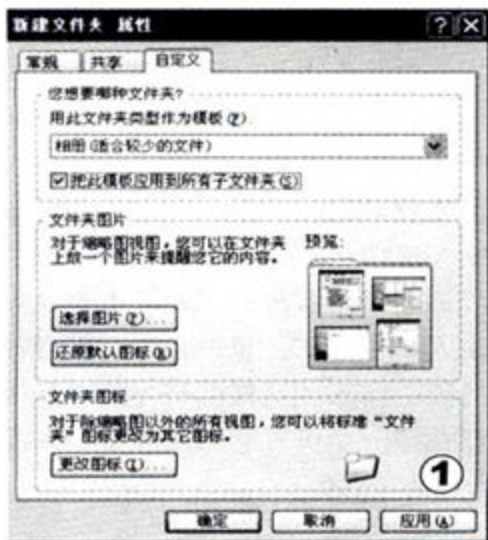 新建文件夹 属性
常规 共享 自定义
您想要哪种文件夹?
用此文件夹类型作为模板(P)
相册(适合较少的文件)
把此模板应用到所有子文件夹(S)
文件夹图片
对于缩略图视图，您可以在文件夹
上放一个图片来提醒您它的内容。
预览:
选择图片(P)...
还原默认图标(R)
文件夹图标
对于除缩略图以外的所有视图，您可以将标准“文件
夹”图标更改为其它图标。
更改图标(I)...
1
确定 取消 应用(A)